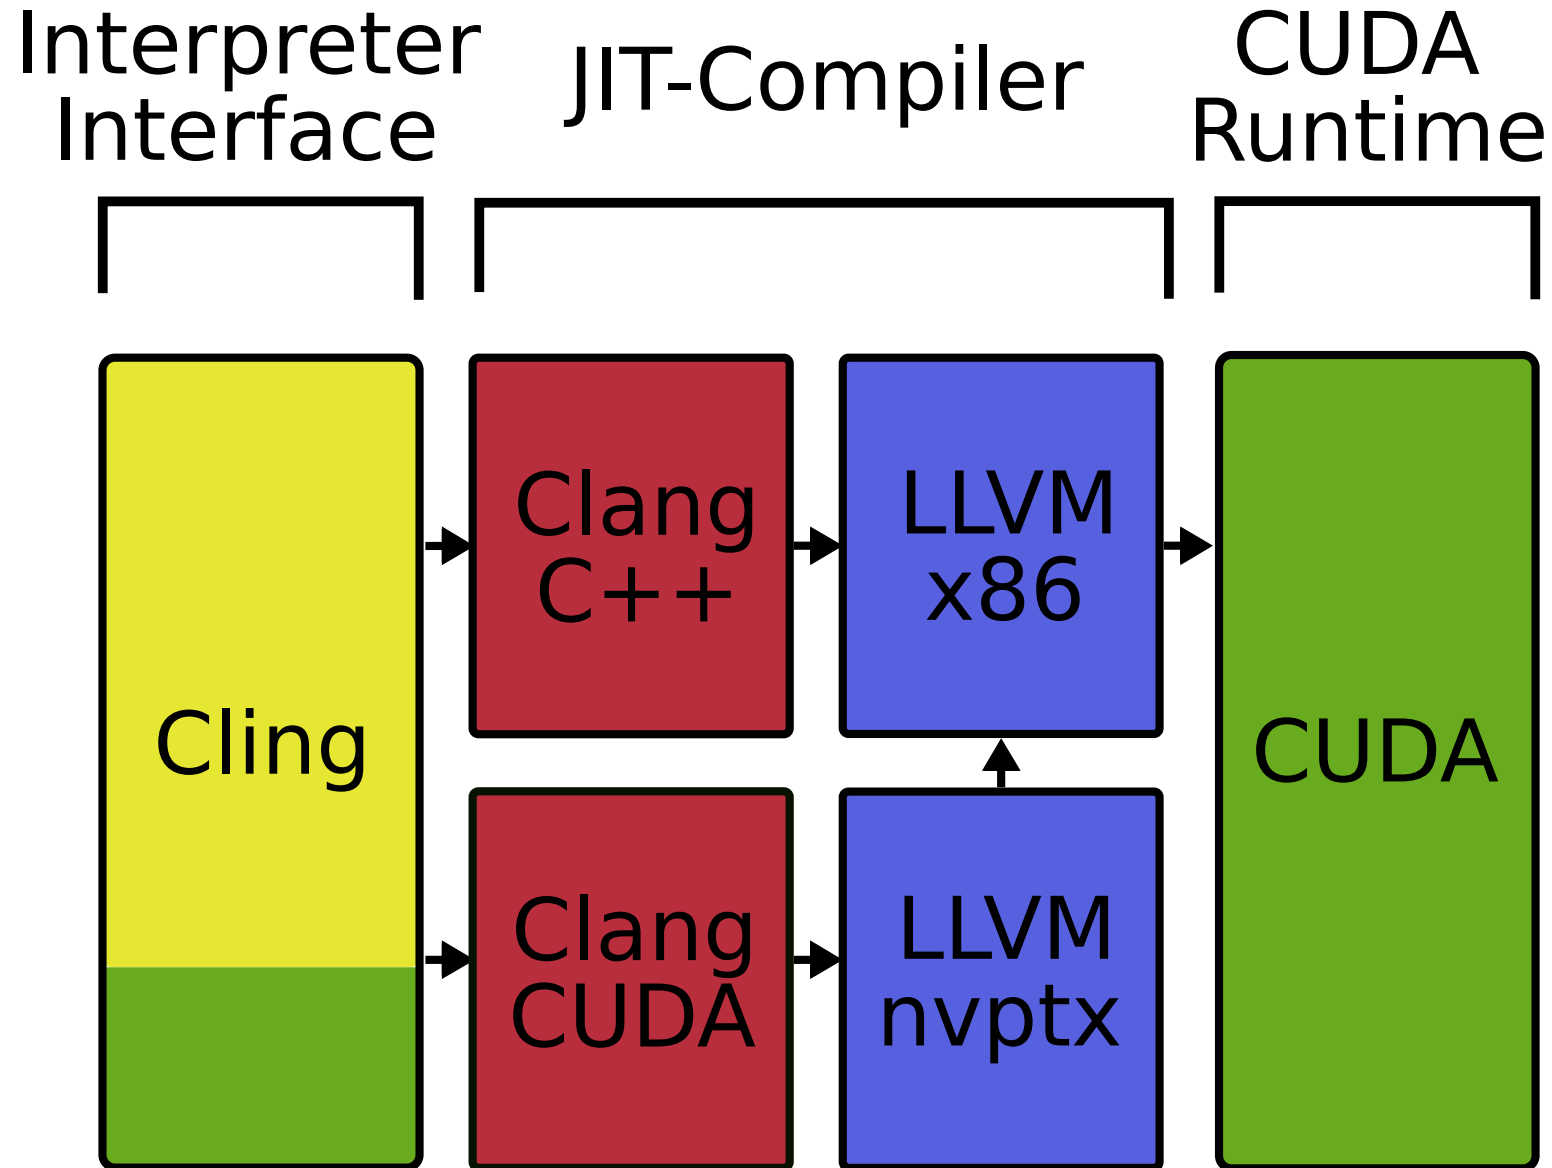 Interpreter
Interface
JIT-Compiler
CUDA
Runtime
Cling
Clang
C++
LLVM
x86
Clang
CUDA
LLVM
nvptx
CUDA